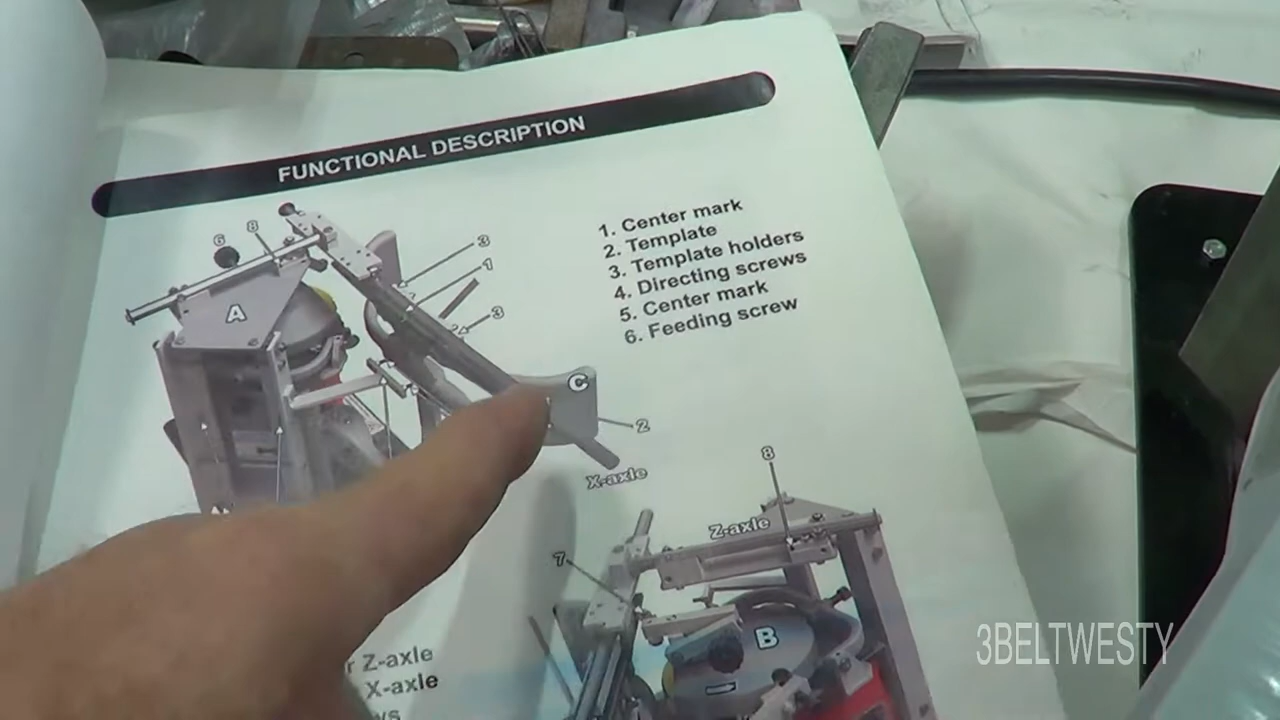 FUNCTIONAL DESCRIPTION
1. Center mark
2. Template
3. Template holders
4. Directing screws
5. Center mark
6. Feeding screw
6
8
3
1
A
3
C
2
X-axle
8
Z-axle
7
B
Z-axle
X-axle
3BELTWESTY